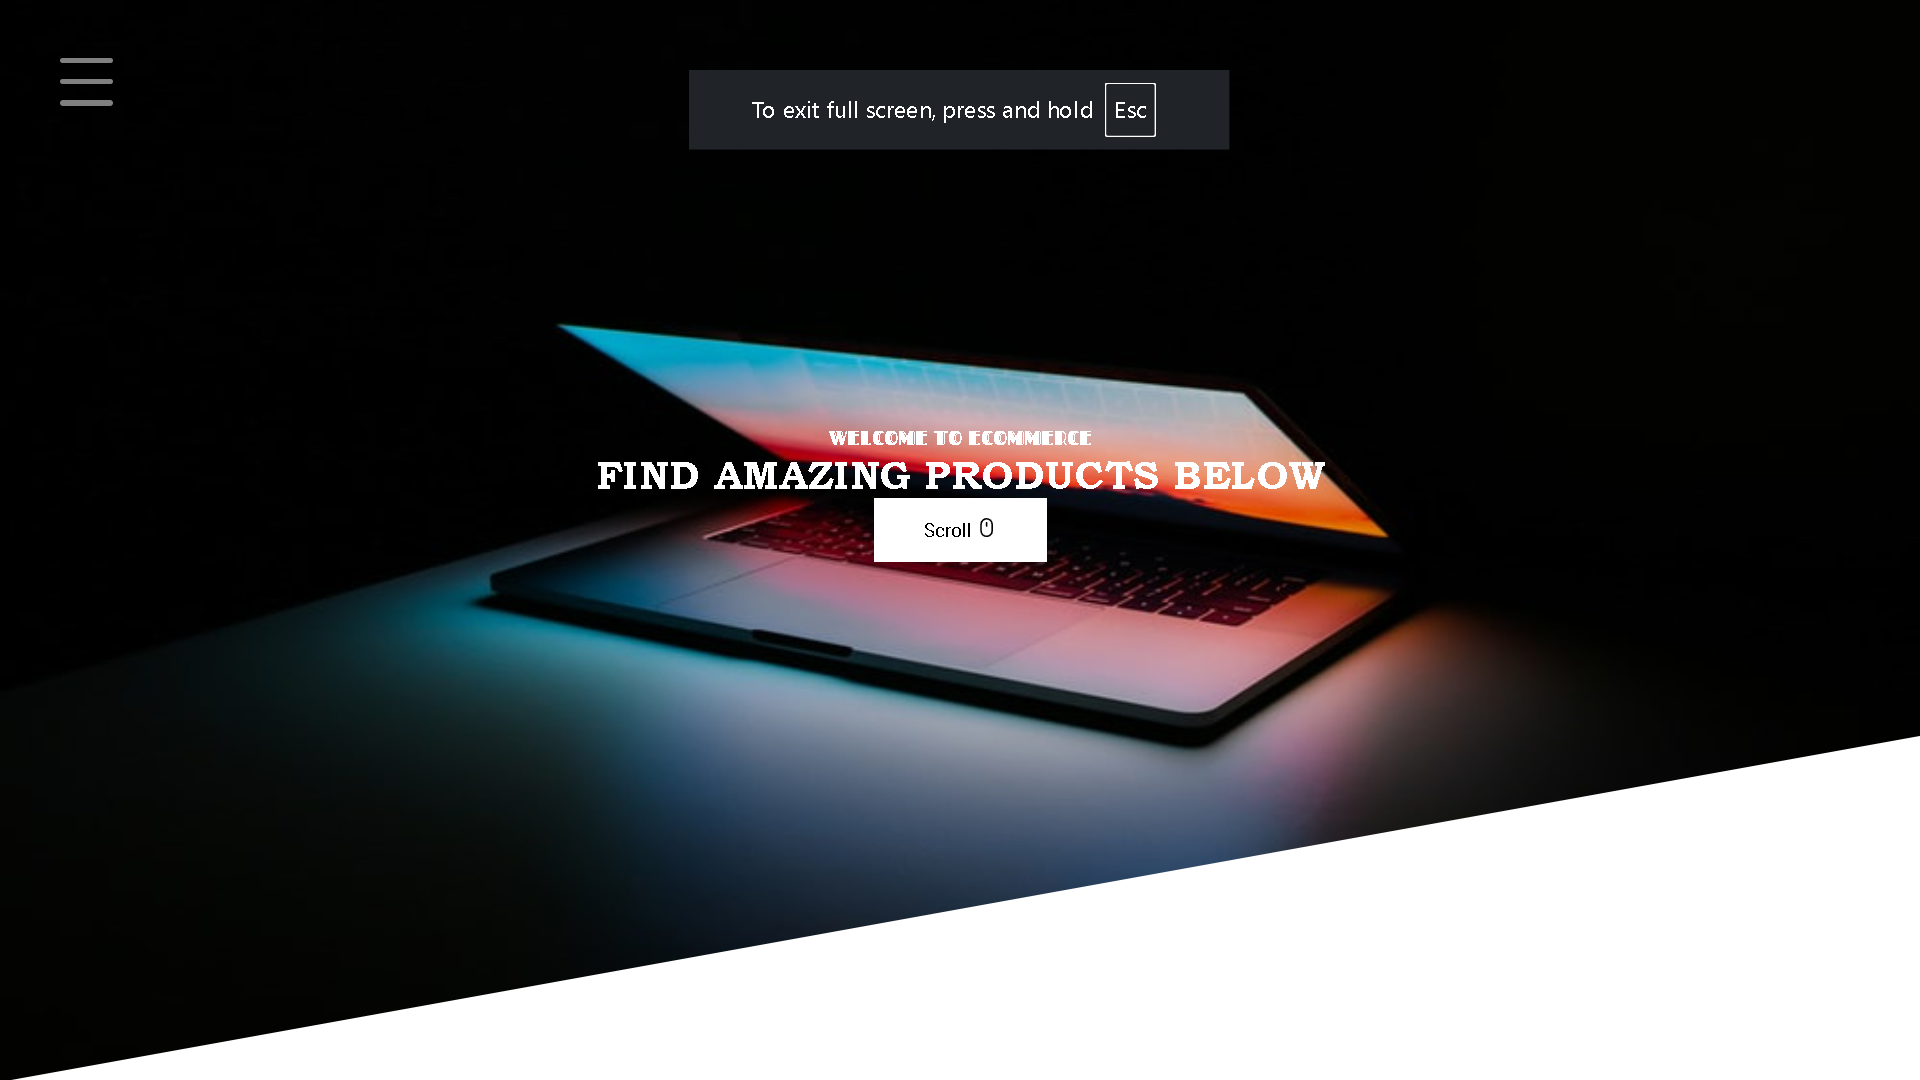 To exit full screen, press and hold Esc
WELCOME TO ECOMMERCE
FIND AMAZING PRODUCTS BELOW
Scroll